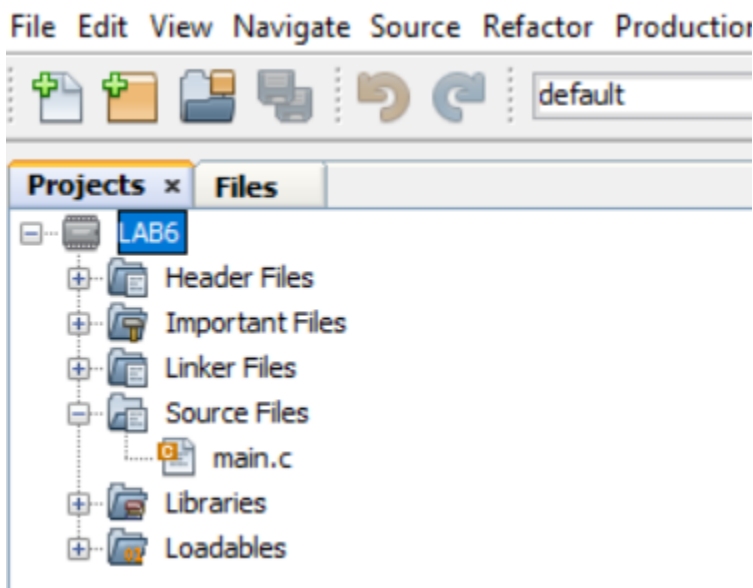 File Edit View Navigate Source Refactor Production
default
Projects × Files
LAB6
Header Files
Important Files
Linker Files
Source Files
main.c
Libraries
Loadables